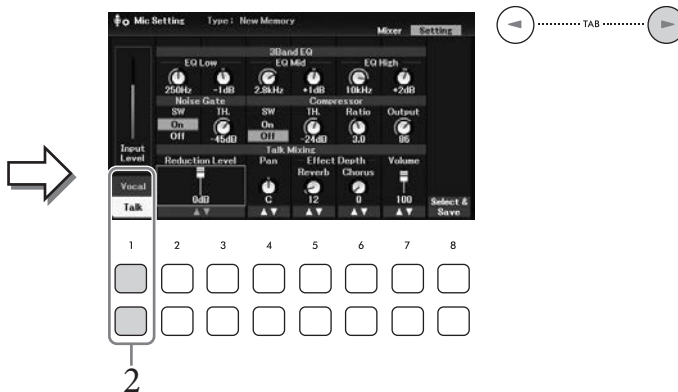 Mic Setting Type : New Memory
Mixer Setting
TAB
3Band EQ
EQ Low EQ Mid EQ High
250Hz -1dB 2.8kHz +1dB 10kHz +2dB
Noise Gate Compressor
SW TH. SW TH. Ratio Output
On On
Off -45dB Off -24dB 3.0 86
Input
Level
Talk Mixing
Reduction Level Pan Effect Depth Volume
Reverb Chorus
Vocal
0dB C 12 0 100
Talk
Select &
Save
1 2 3 4 5 6 7 8
2